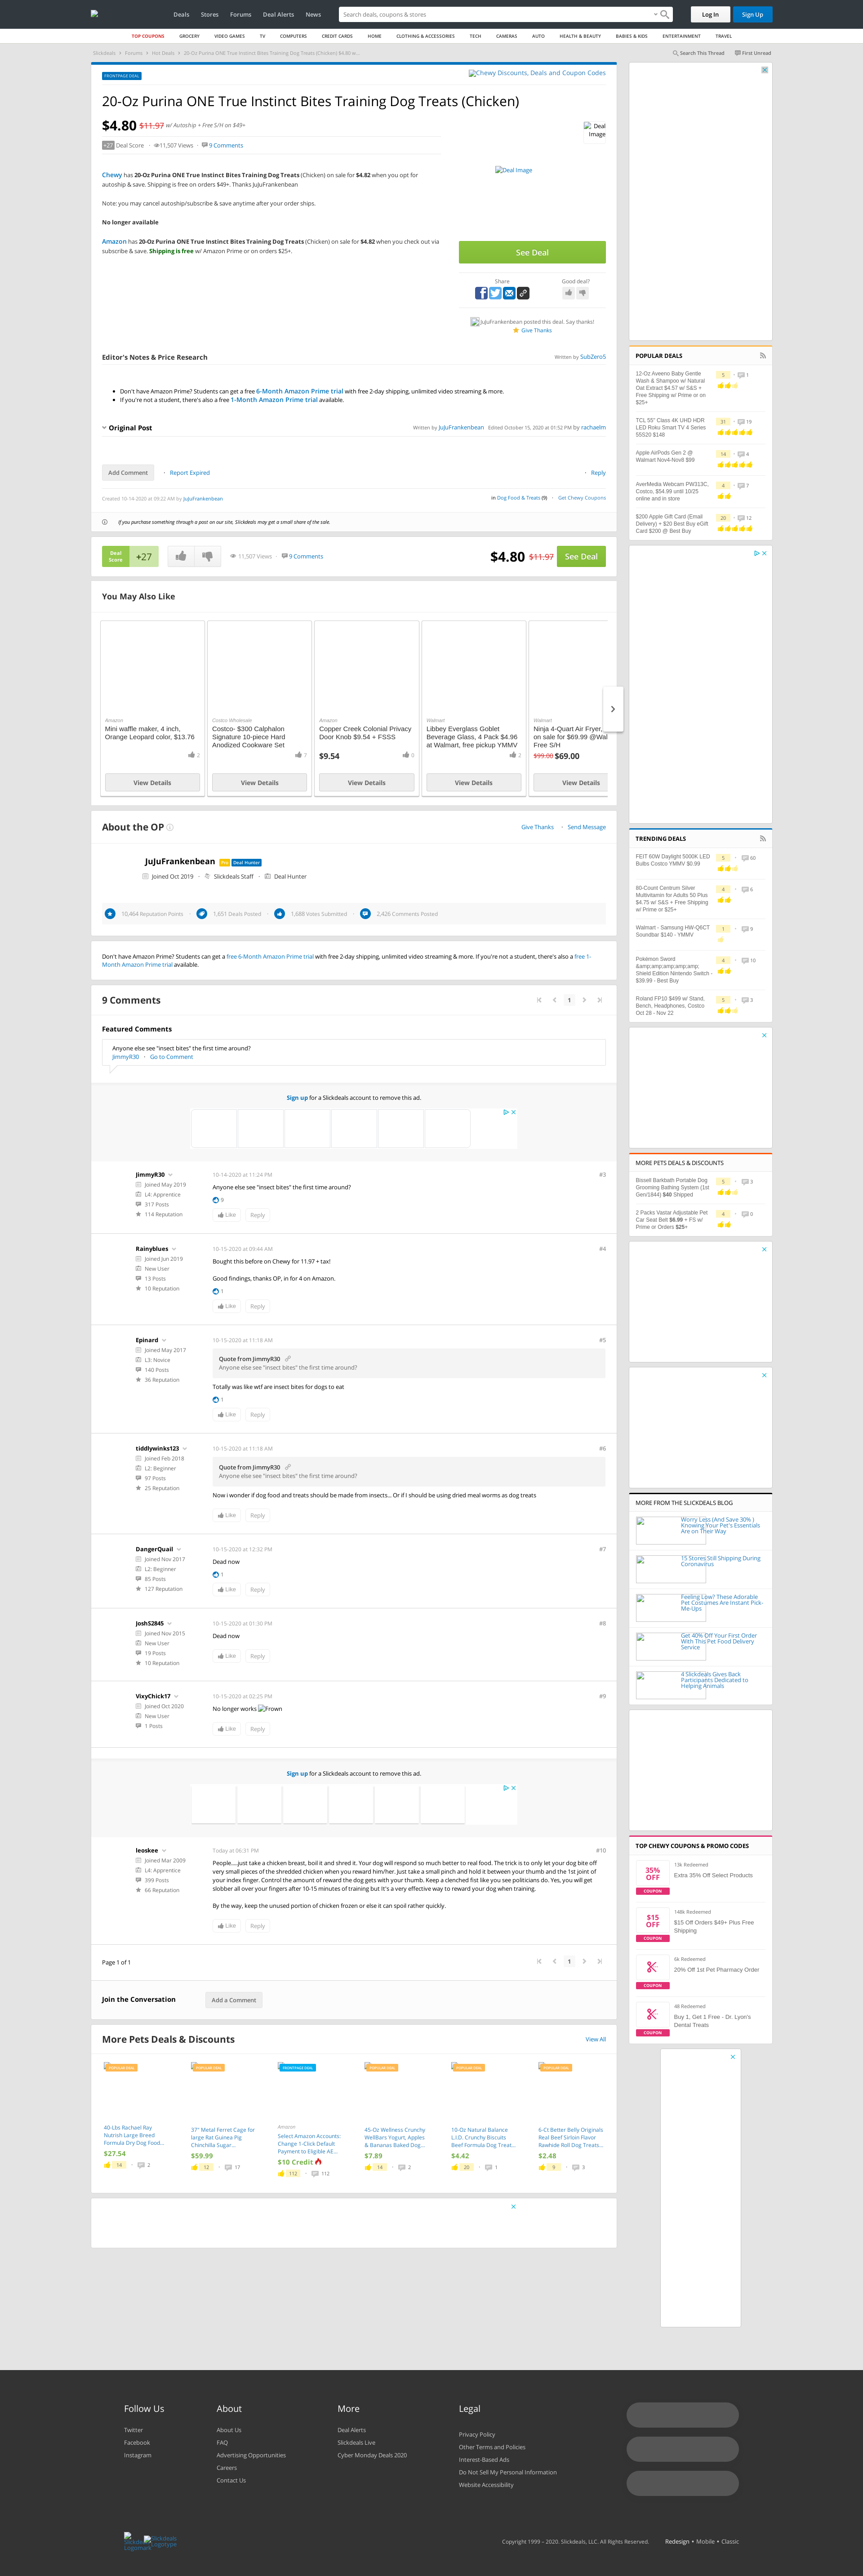 Deals Stores Forums Deal Alerts News
Search deals, coupons & stores
Log In
Sign Up
TOP COUPONS GROCERY VIDEO GAMES TV COMPUTERS CREDIT CARDS HOME CLOTHING & ACCESSORIES TECH CAMERAS AUTO HEALTH & BEAUTY BABIES & KIDS ENTERTAINMENT TRAVEL
Slickdeals > Forums > Hot Deals > 20-Oz Purina ONE True Instinct Bites Training Dog Treats (Chicken) $4.80 w...
Search This Thread First Unread
FRONTPAGE DEAL
Chewy Discounts, Deals and Coupon Codes
20-Oz Purina ONE True Instinct Bites Training Dog Treats (Chicken)
$4.80 $11.97 w/ Autoship + Free S/H on $49+
+27 Deal Score 11,507 Views 9 Comments
Deal Image
Deal Image
Chewy has 20-Oz Purina ONE True Instinct Bites Training Dog Treats (Chicken) on sale for $4.82 when you opt for
autoship & save. Shipping is free on orders $49+. Thanks JuJuFrankenbean
Note: you may cancel autoship/subscribe & save anytime after your order ships.
No longer available
Amazon has 20-Oz Purina ONE True Instinct Bites Training Dog Treats (Chicken) on sale for $4.82 when you check out via
subscribe & save. Shipping is free w/ Amazon Prime or on orders $25+.
See Deal
Share
Good deal?
JuJuFrankenbean posted this deal. Say thanks!
Give Thanks
Editor's Notes & Price Research
Written by SubZero5
Don't have Amazon Prime? Students can get a free 6-Month Amazon Prime trial with free 2-day shipping, unlimited video streaming & more.
If you're not a student, there's also a free 1-Month Amazon Prime trial available.
Original Post
Written by JuJuFrankenbean Edited October 15, 2020 at 01:52 PM by rachaelm
Add Comment
Report Expired
Reply
Created 10-14-2020 at 09:22 AM by JuJuFrankenbean
in Dog Food & Treats (9) Get Chewy Coupons
If you purchase something through a post on our site, Slickdeals may get a small share of the sale.
Deal Score +27
11,507 Views 9 Comments
$4.80 $11.97
See Deal
You May Also Like
Amazon
Mini waffle maker, 4 inch,
Orange Leopard color, $13.76
2
View Details
Costco Wholesale
Costco- $300 Calphalon
Signature 10-piece Hard
Anodized Cookware Set
7
View Details
Amazon
Copper Creek Colonial Privacy
Door Knob $9.54 + FSSS
$9.54
0
View Details
Walmart
Libbey Everglass Goblet
Beverage Glass, 4 Pack $4.96
at Walmart, free pickup YMMV
2
View Details
Walmart
Ninja 4-Quart Air Fryer,
on sale for $69.99 @Wal
Free S/H
$99.00 $69.00
View Details
About the OP
Give Thanks Send Message
JuJuFrankenbean Pro Deal Hunter
Joined Oct 2019 Slickdeals Staff Deal Hunter
10,464 Reputation Points 1,651 Deals Posted 1,688 Votes Submitted 2,426 Comments Posted
Don't have Amazon Prime? Students can get a free 6-Month Amazon Prime trial with free 2-day shipping, unlimited video streaming & more. If you're not a student, there's also a free 1-
Month Amazon Prime trial available.
9 Comments
1
Featured Comments
Anyone else see "insect bites" the first time around?
JimmyR30 Go to Comment
Sign up for a Slickdeals account to remove this ad.
JimmyR30
Joined May 2019
L4: Apprentice
317 Posts
114 Reputation
10-14-2020 at 11:24 PM
#3
Anyone else see "insect bites" the first time around?
9
Like Reply
Rainyblues
Joined Jun 2019
New User
13 Posts
10 Reputation
10-15-2020 at 09:44 AM
#4
Bought this before on Chewy for 11.97 + tax!
Good findings, thanks OP, in for 4 on Amazon.
1
Like Reply
Epinard
Joined May 2017
L3: Novice
140 Posts
36 Reputation
10-15-2020 at 11:18 AM
#5
Quote from JimmyR30
Anyone else see "insect bites" the first time around?
Totally was like wtf are insect bites for dogs to eat
1
Like Reply
tiddlywinks123
Joined Feb 2018
L2: Beginner
97 Posts
25 Reputation
10-15-2020 at 11:18 AM
#6
Quote from JimmyR30
Anyone else see "insect bites" the first time around?
Now i wonder if dog food and treats should be made from insects... Or if I should be using dried meal worms as dog treats
Like Reply
DangerQuail
Joined Nov 2017
L2: Beginner
85 Posts
127 Reputation
10-15-2020 at 12:32 PM
#7
Dead now
1
Like Reply
JoshS2845
Joined Nov 2015
New User
19 Posts
10 Reputation
10-15-2020 at 01:30 PM
#8
Dead now
Like Reply
VixyChick17
Joined Oct 2020
New User
1 Posts
10-15-2020 at 02:25 PM
#9
No longer works Frown
Like Reply
Sign up for a Slickdeals account to remove this ad.
leoskee
Joined Mar 2009
L4: Apprentice
399 Posts
66 Reputation
Today at 06:31 PM
#10
People.....just take a chicken breast, boil it and shred it. Your dog will respond so much better to real food. The trick is to only let your dog bite off
very small pieces of the shredded chicken when you reward him/her. Just take a small pinch and hold it between your thumb and up to the 1st joint of
your index finger. Control the amount of reward the dog gets with your thumb. Keep a clenched fist like you see politicians do. Yes, you will get
slobber all over your fingers after 10-15 minutes of training but It's a very effective way to reward your dog when training.
By the way, keep the unused portion of chicken frozen or else it can spoil rather quickly.
Like Reply
Page 1 of 1
1
Join the Conversation
Add a Comment
More Pets Deals & Discounts
View All
POPULAR DEAL
40-Lbs Rachael Ray
Nutrish Large Breed
Formula Dry Dog Food...
$27.54
14 2
POPULAR DEAL
37" Metal Ferret Cage for
large Rat Guinea Pig
Chinchilla Sugar...
$59.99
12 17
FRONTPAGE DEAL
Amazon
Select Amazon Accounts:
Change 1-Click Default
Payment to Eligible AE...
$10 Credit
112 112
POPULAR DEAL
45-Oz Wellness Crunchy
WellBars Yogurt, Apples
& Bananas Baked Dog...
$7.89
14 2
POPULAR DEAL
10-Oz Natural Balance
L.I.D. Crunchy Biscuits
Beef Formula Dog Treat...
$4.42
20 1
POPULAR DEAL
6-Ct Better Belly Originals
Real Beef Sirloin Flavor
Rawhide Roll Dog Treats...
$2.48
9 3
POPULAR DEALS
12-Oz Aveeno Baby Gentle
Wash & Shampoo w/ Natural
Oat Extract $4.57 w/ S&S +
Free Shipping w/ Prime or on
$25+
5 1
TCL 55" Class 4K UHD HDR
LED Roku Smart TV 4 Series
55S20 $148
31 19
Apple AirPods Gen 2 @
Walmart Nov4-Nov8 $99
14 4
AverMedia Webcam PW313C,
Costco, $54.99 until 10/25
online and in store
4 7
$200 Apple Gift Card (Email
Delivery) + $20 Best Buy eGift
Card $200 @ Best Buy
20 12
TRENDING DEALS
FEIT 60W Daylight 5000K LED
Bulbs Costco YMMV $0.99
5 60
80-Count Centrum Silver
Multivitamin for Adults 50 Plus
$4.75 w/ S&S + Free Shipping
w/ Prime or $25+
4 6
Walmart - Samsung HW-Q6CT
Soundbar $140 - YMMV
1 9
Pokémon Sword
&amp;amp;amp;amp;amp;
Shield Edition Nintendo Switch -
$39.99 - Best Buy
4 10
Roland FP10 $499 w/ Stand,
Bench, Headphones, Costco
Oct 28 - Nov 22
5 3
MORE PETS DEALS & DISCOUNTS
Bissell Barkbath Portable Dog
Grooming Bathing System (1st
Gen/1844) $40 Shipped
5 3
2 Packs Vastar Adjustable Pet
Car Seat Belt $6.99 + FS w/
Prime or Orders $25+
4 0
MORE FROM THE SLICKDEALS BLOG
Worry Less (And Save 30% )
Knowing Your Pet's Essentials
Are on Their Way
15 Stores Still Shipping During
Coronavirus
Feeling Low? These Adorable
Pet Costumes Are Instant Pick-
Me-Ups
Get 40% Off Your First Order
With This Pet Food Delivery
Service
4 Slickdeals Gives Back
Participants Dedicated to
Helping Animals
TOP CHEWY COUPONS & PROMO CODES
35% OFF
COUPON
13k Redeemed
Extra 35% Off Select Products
$15 OFF
COUPON
148k Redeemed
$15 Off Orders $49+ Plus Free
Shipping
COUPON
6k Redeemed
20% Off 1st Pet Pharmacy Order
COUPON
48 Redeemed
Buy 1, Get 1 Free - Dr. Lyon's
Dental Treats
Follow Us
Twitter
Facebook
Instagram
About
About Us
FAQ
Advertising Opportunities
Careers
Contact Us
More
Deal Alerts
Slickdeals Live
Cyber Monday Deals 2020
Legal
Privacy Policy
Other Terms and Policies
Interest-Based Ads
Do Not Sell My Personal Information
Website Accessibility
Copyright 1999 - 2020. Slickdeals, LLC. All Rights Reserved. Redesign • Mobile • Classic